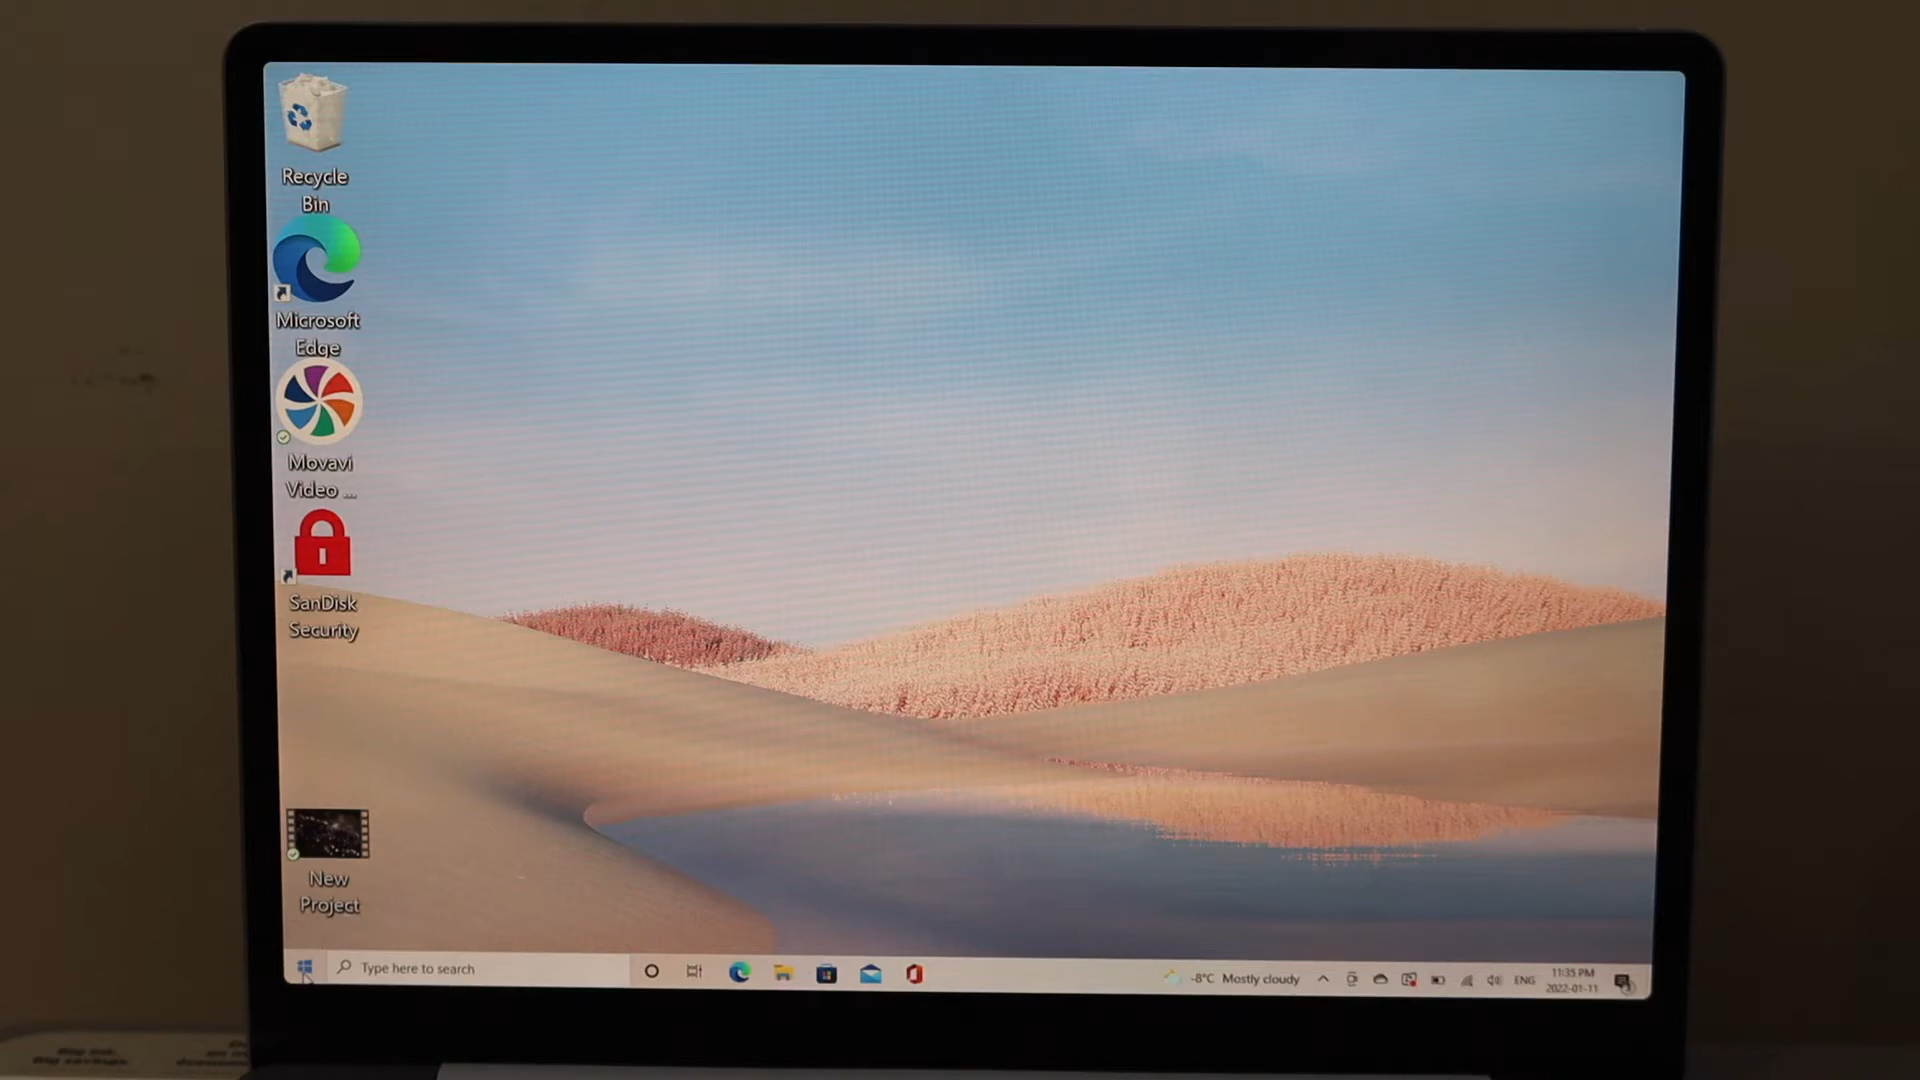 Recycle
Bin
Microsoft
Edge
Movavi
Video ...
SanDisk
Security
New
Project
Type here to search
-8°C Mostly cloudy
ENG
11:35 PM
2022-01-11